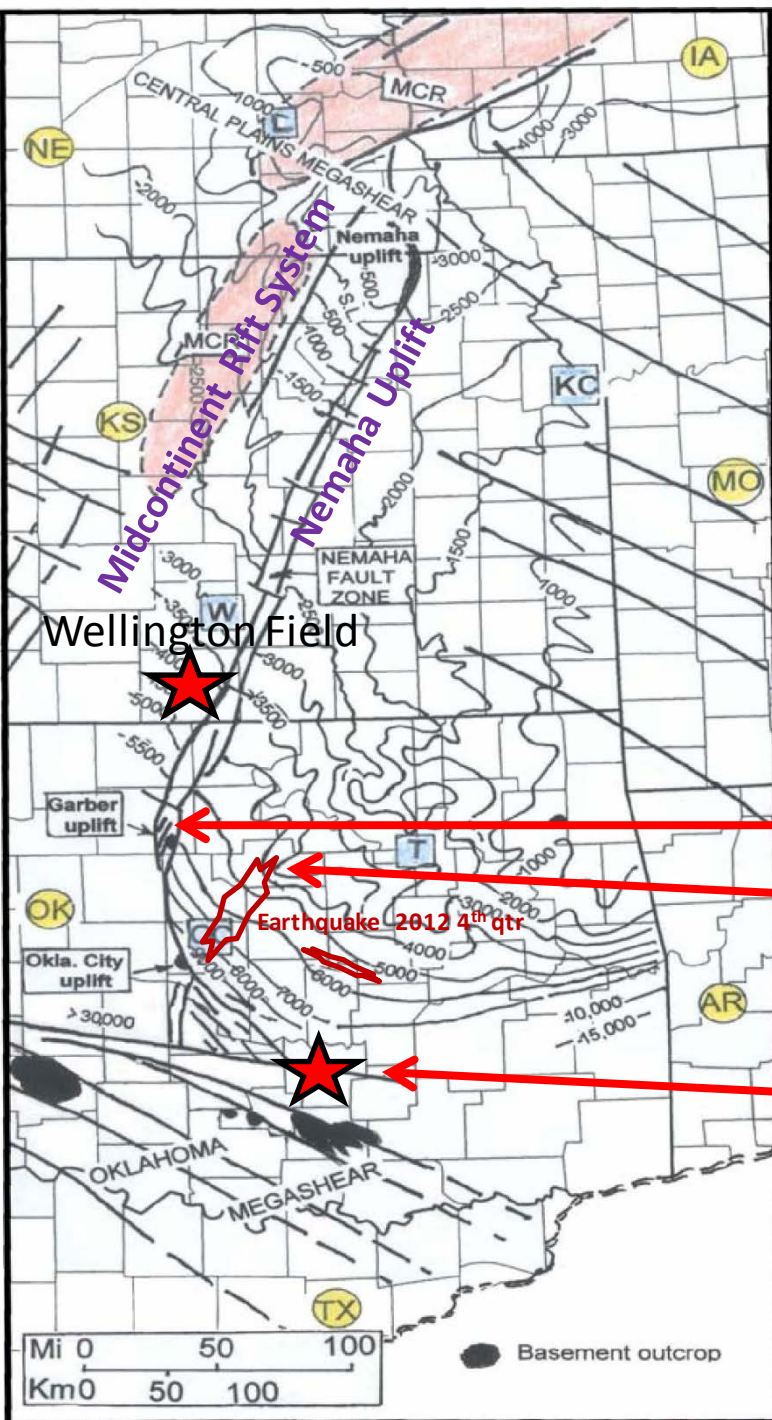 -500
IA
MCR
-1000
L
CENTRAL PLAINS MEGASHEAR
-4000
-3000
NE
-2000
Nemaha
uplift
-3000
-500
S.L.
-2500
Midcontinent Rift System
MCR
-500
-1000
-2500
-1500
Nemaha Uplift
KC
KS
MO
-2000
-1500
NEMAHA
FAULT
ZONE
-1000
-3000
W
-2500
Wellington Field
-3000
-3500
-5000
-5500
Garber
uplift
T
-1000
-2000
-3000
OK
Earthquake 2012 4th qtr
-4000
-5000
Okla. City
uplift
-6000
-6000
-7000
AR
>30,000
-10,000
-15,000
OKLAHOMA
MEGASHEAR
TX
Mi 0 50 100
Km 0 50 100
Basement outcrop